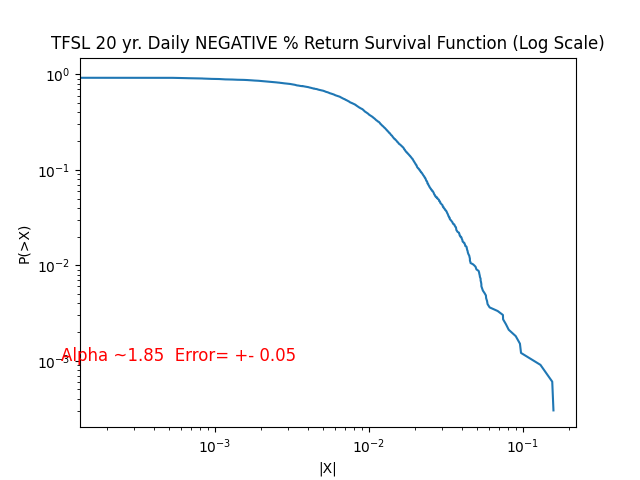 TFSL 20 yr. Daily NEGATIVE % Return Survival Function (Log Scale)
10⁰
10⁻¹
P(>X)
10⁻²
10⁻³
Alpha ~1.85 Error= +- 0.05
10⁻³ 10⁻² 10⁻¹
|X|